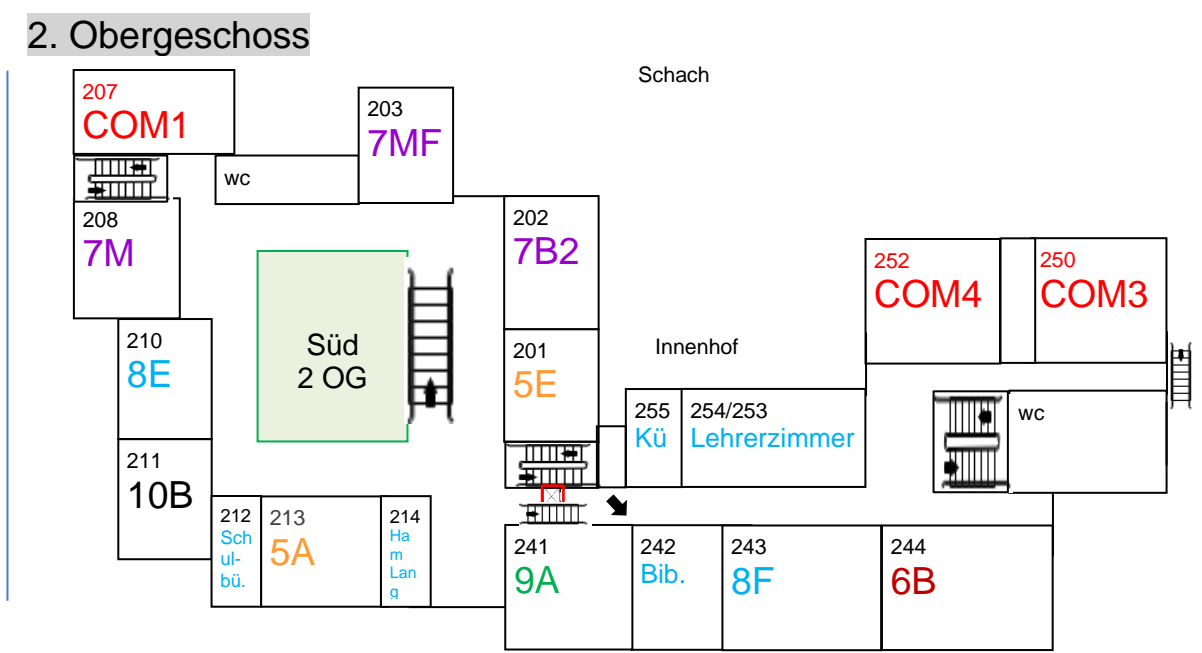 2. Obergeschoss
Schach
207
COM1
203
7MF
wc
208
7M
202
7B2
252
COM4
250
COM3
Süd
2 OG
210
8E
201
5E
Innenhof
255
Kü
254/253
Lehrerzimmer
wc
211
10B
212
Sch
ul-
bü.
213
5A
214
Ha
m
Lan
g
241
9A
242
Bib.
243
8F
244
6B